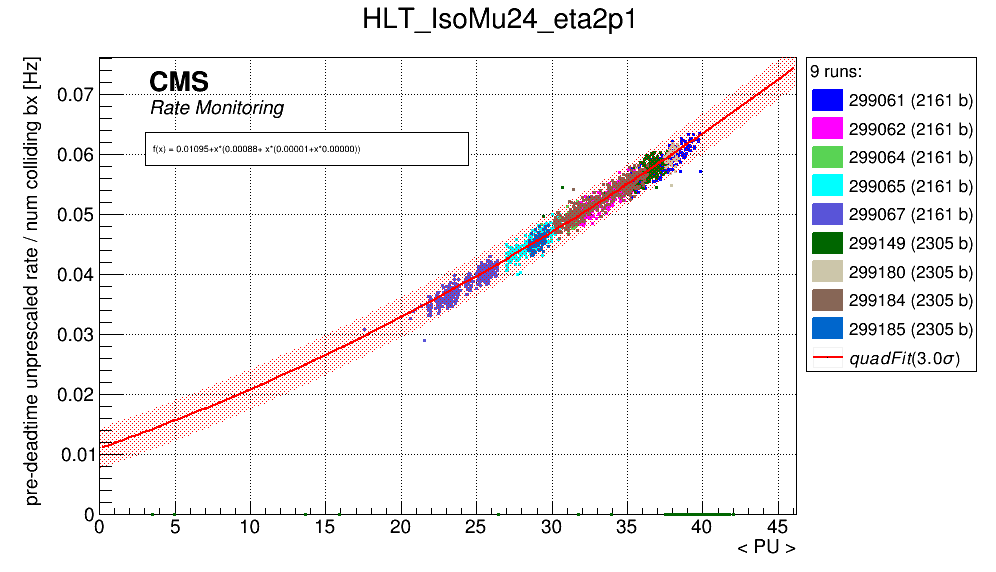 HLT_IsoMu24_eta2p1
CMS
Rate Monitoring
f(x) = 0.01095+x*(0.00088+ x*(0.00001+x*0.00000))
pre-deadtime unprescaled rate / num colliding bx [Hz]
0.07
0.06
0.05
0.04
0.03
0.02
0.01
0
0 5 10 15 20 25 30 35 40 45
< PU >
9 runs:
299061 (2161 b)
299062 (2161 b)
299064 (2161 b)
299065 (2161 b)
299067 (2161 b)
299149 (2305 b)
299180 (2305 b)
299184 (2305 b)
299185 (2305 b)
quadFit(3.0σ)